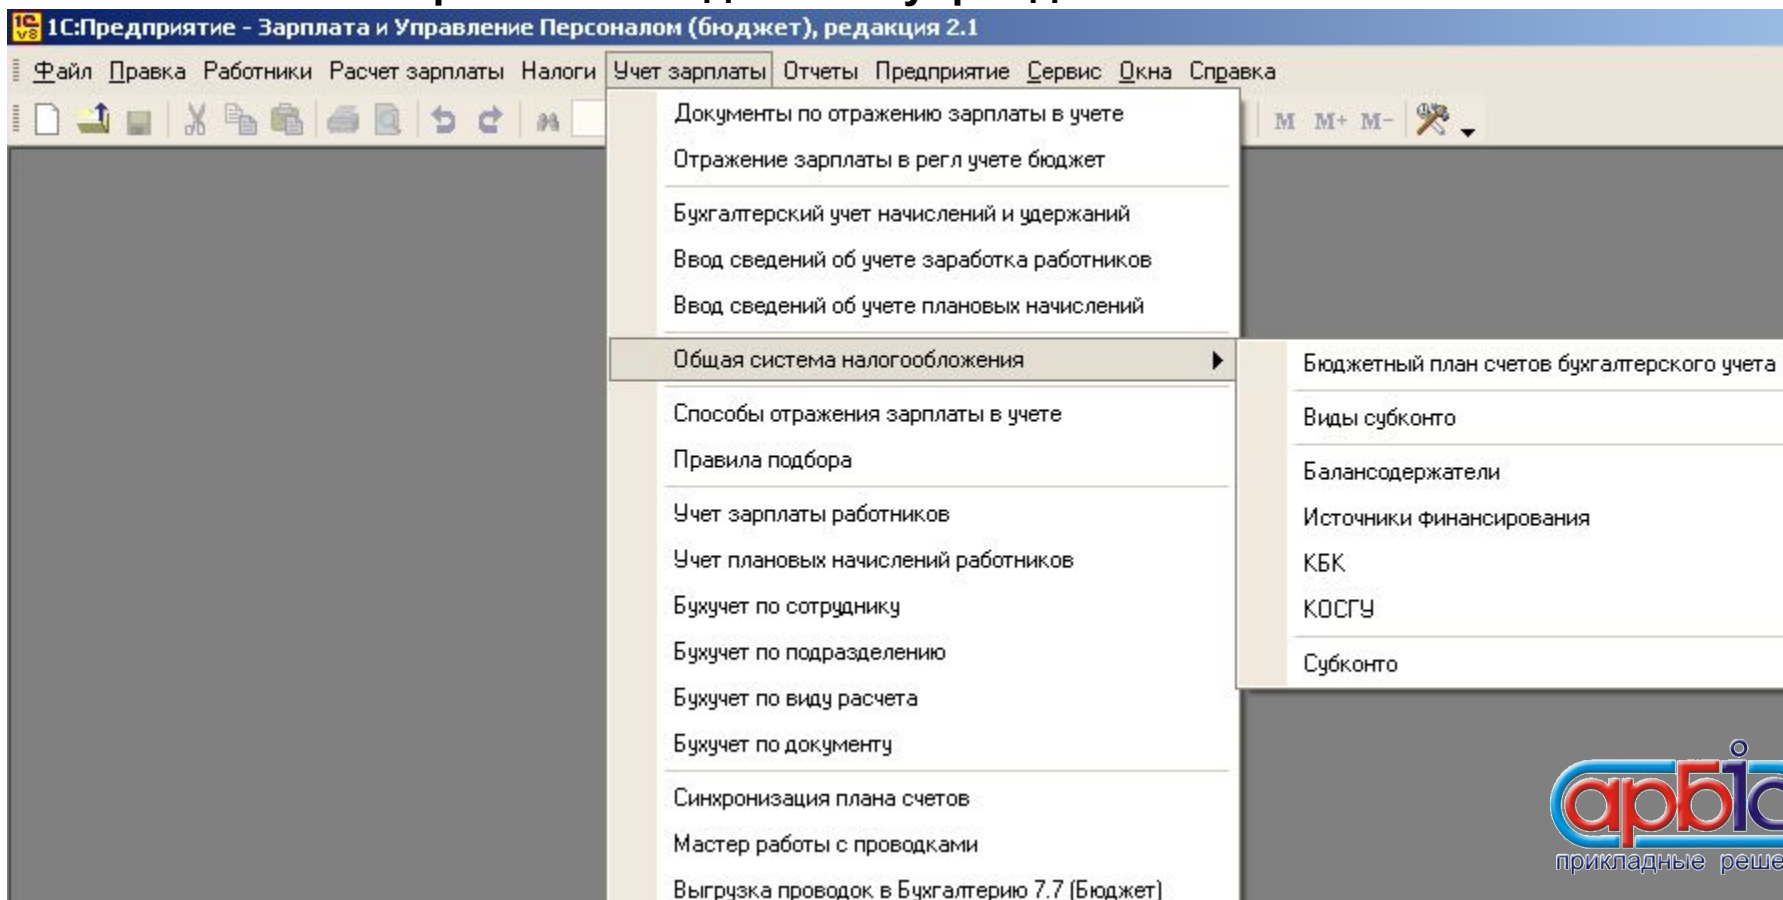 1С:Предприятие - Зарплата и Управление Персоналом (бюджет), редакция 2.1
Файл Правка Работники Расчет зарплаты Налоги Учет зарплаты Отчеты Предприятие Сервис Окна Справка
M M+ M-
Документы по отражению зарплаты в учете
Отражение зарплаты в регл учете бюджет
Бухгалтерский учет начислений и удержаний
Ввод сведений об учете заработка работников
Ввод сведений об учете плановых начислений
Общая система налогообложения
Способы отражения зарплаты в учете
Правила подбора
Учет зарплаты работников
Учет плановых начислений работников
Бухучет по сотруднику
Бухучет по подразделению
Бухучет по виду расчета
Бухучет по документу
Синхронизация плана счетов
Мастер работы с проводками
Выгрузка проводок в Бухгалтерию 7.7 (Бюджет)
Бюджетный план счетов бухгалтерского учета
Виды субконто
Балансодержатели
Источники финансирования
КБК
КОСГУ
Субконто
арбіс
прикладные реше